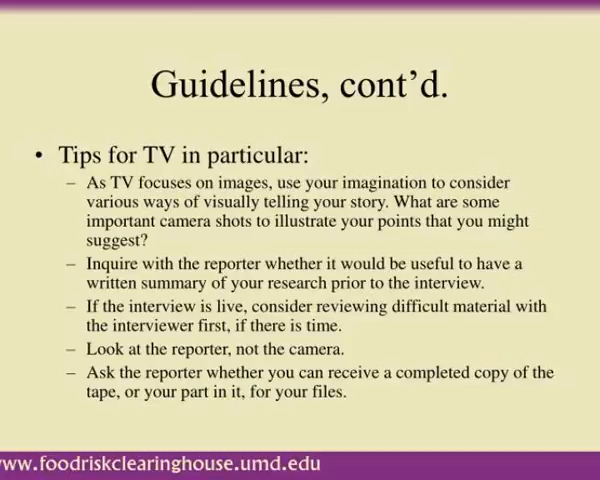 Guidelines, cont’d.
• Tips for TV in particular:
– As TV focuses on images, use your imagination to consider
various ways of visually telling your story. What are some
important camera shots to illustrate your points that you might
suggest?
– Inquire with the reporter whether it would be useful to have a
written summary of your research prior to the interview.
– If the interview is live, consider reviewing difficult material with
the interviewer first, if there is time.
– Look at the reporter, not the camera.
– Ask the reporter whether you can receive a completed copy of the
tape, or your part in it, for your files.
www.foodriskclearinghouse.umd.edu